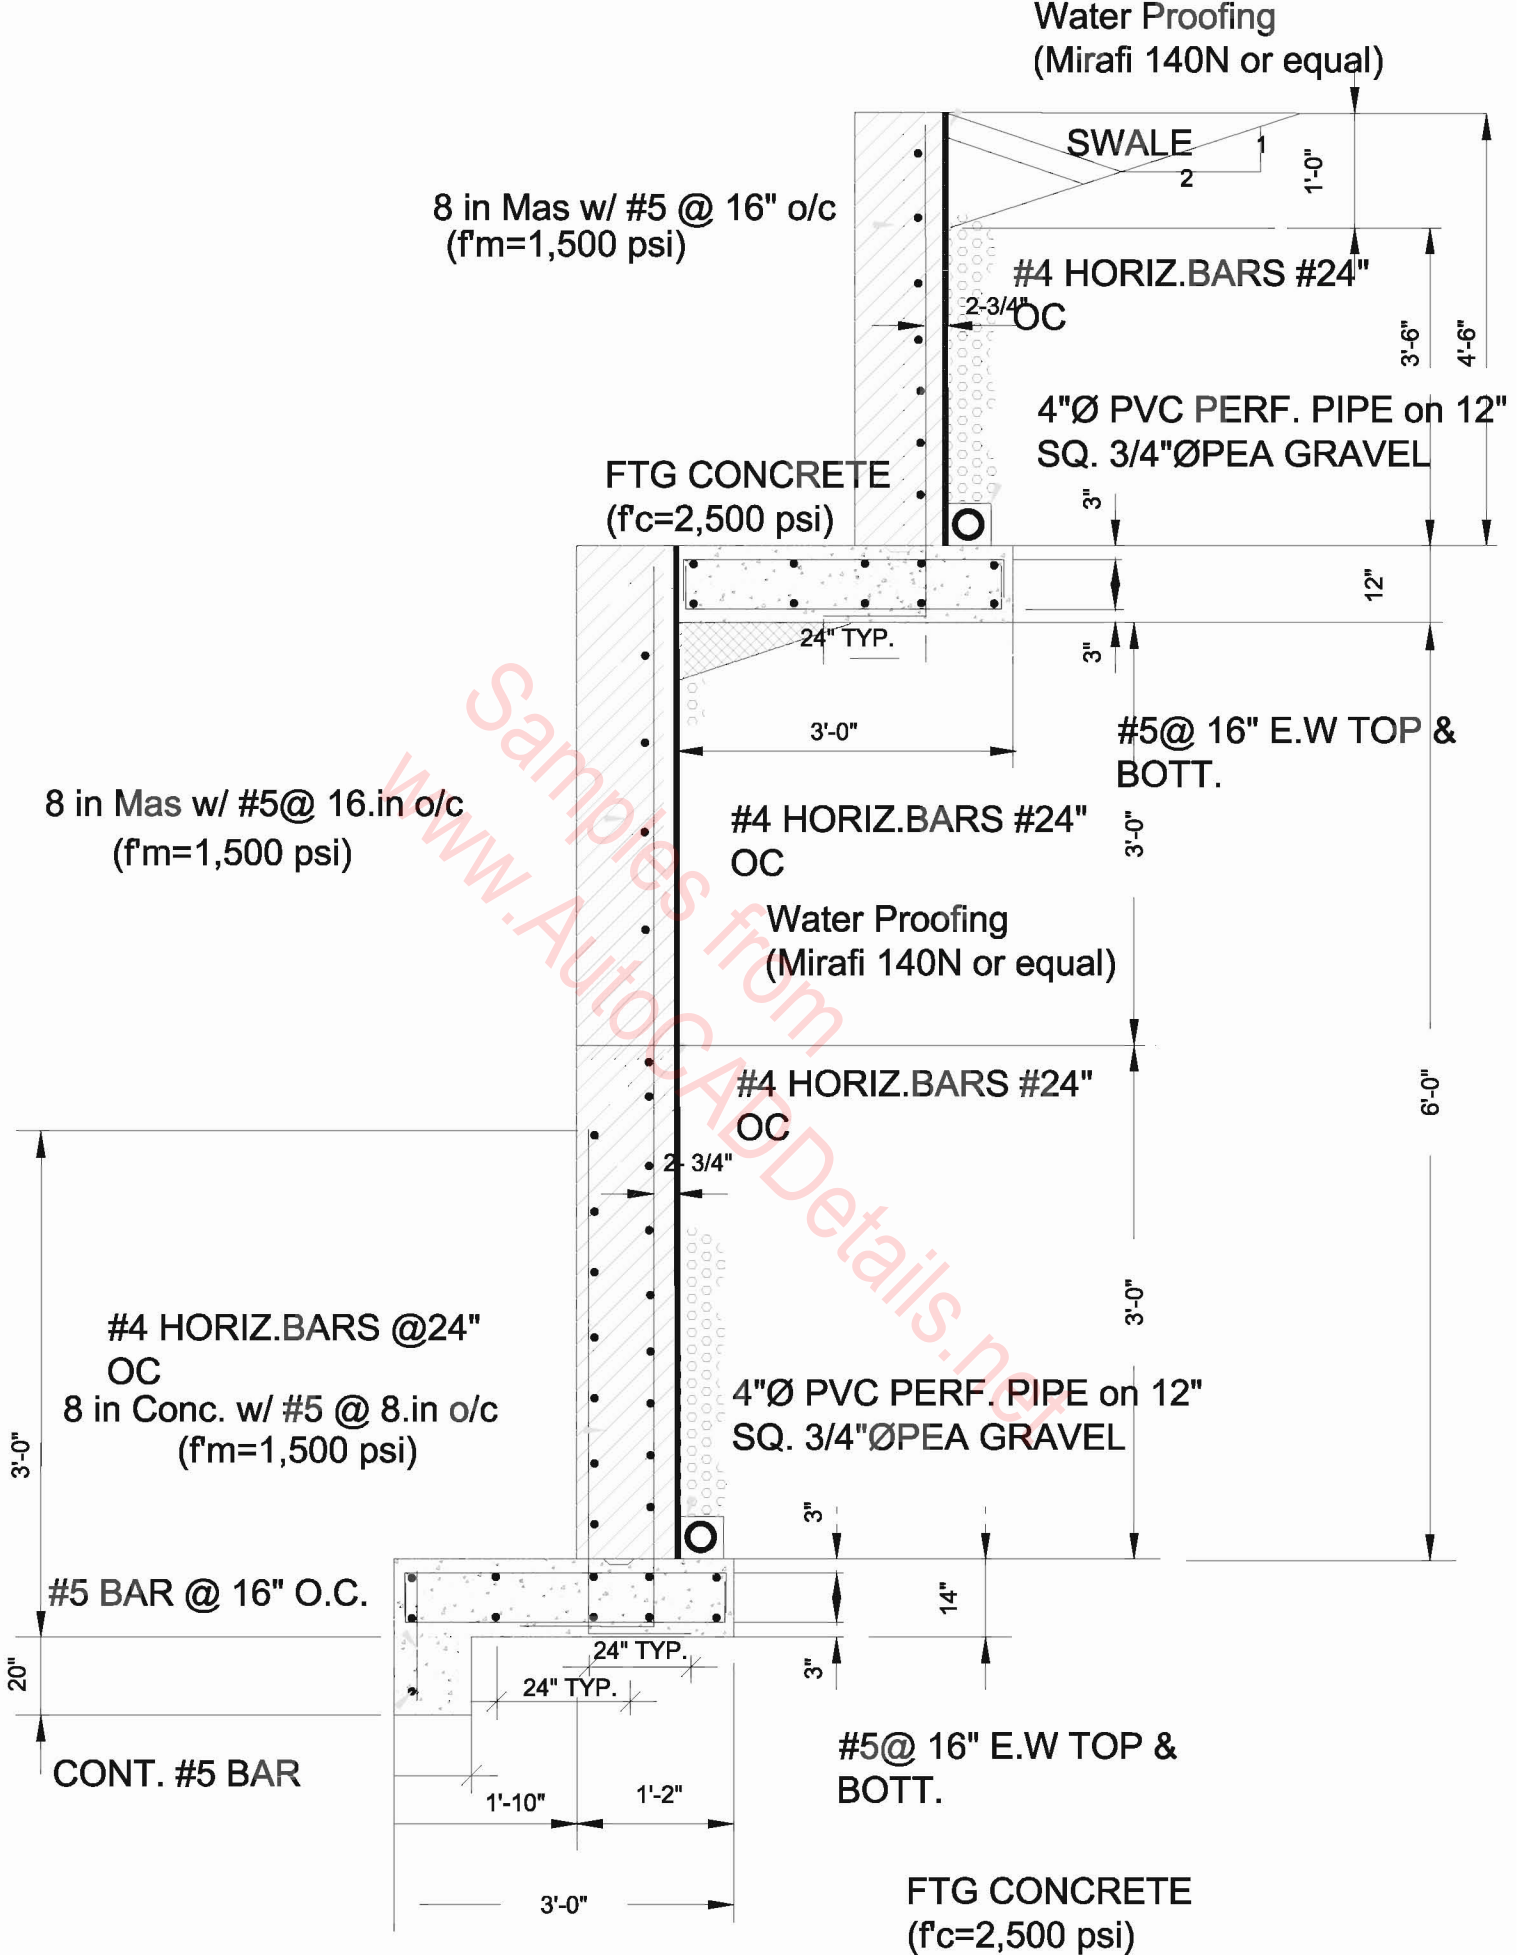 Water Proofing
(Mirafi 140N or equal)
SWALE
1
2
1'-0"
8 in Mas w/ #5 @ 16" o/c
(f'm=1,500 psi)
#4 HORIZ.BARS #24"
OC
2-3/4"
3'-6"
4'-6"
4"Ø PVC PERF. PIPE on 12"
SQ. 3/4"ØPEA GRAVEL
FTG CONCRETE
(f'c=2,500 psi)
3"
12"
24" TYP.
3"
3'-0"
#5@ 16" E.W TOP &
BOTT.
8 in Mas w/ #5@ 16.in o/c
(f'm=1,500 psi)
#4 HORIZ.BARS #24"
OC
3'-0"
Water Proofing
(Mirafi 140N or equal)
Samples from
www.AutoCADDetails.net
#4 HORIZ.BARS #24"
OC
6'-0"
2- 3/4"
3'-0"
#4 HORIZ.BARS @24"
OC
8 in Conc. w/ #5 @ 8.in o/c
(f'm=1,500 psi)
3'-0"
4"Ø PVC PERF. PIPE on 12"
SQ. 3/4"ØPEA GRAVEL
3"
#5 BAR @ 16" O.C.
14"
24" TYP.
3"
20"
24" TYP.
CONT. #5 BAR
#5@ 16" E.W TOP &
BOTT.
1'-10"
1'-2"
3'-0"
FTG CONCRETE
(f'c=2,500 psi)